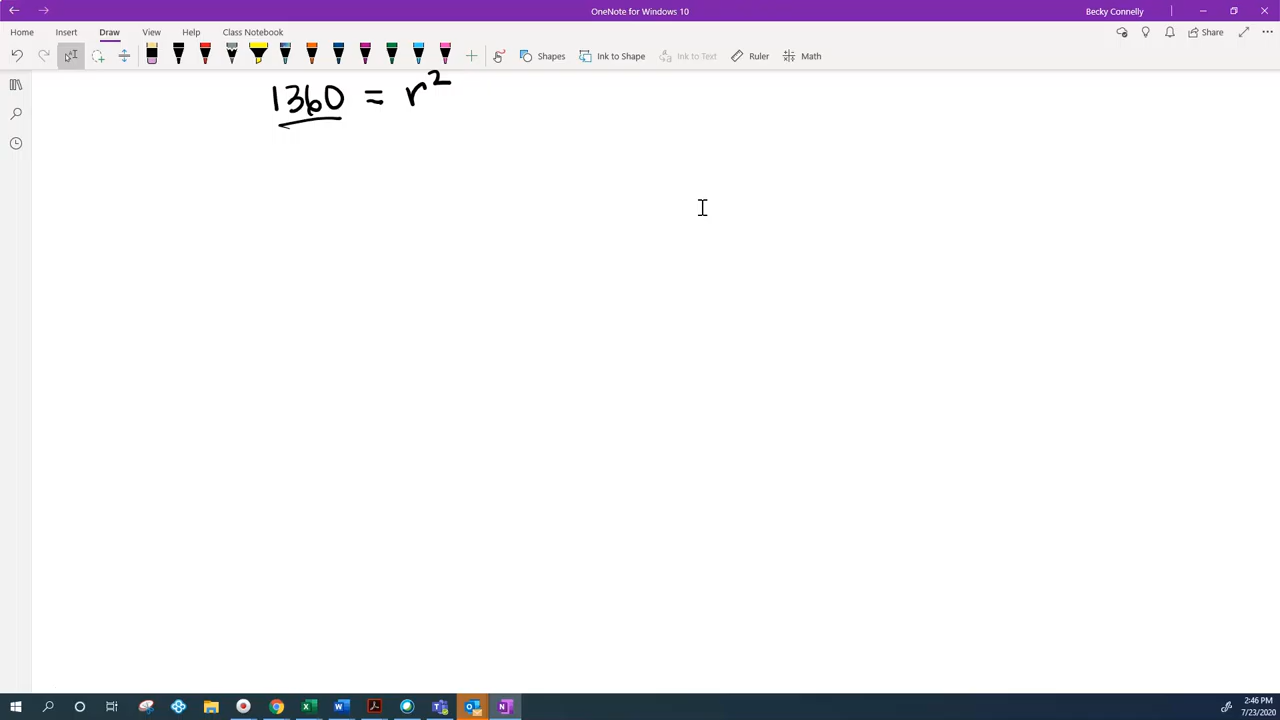 OneNote for Windows 10
Becky Connelly
Home Insert Draw View Help Class Notebook
Share
Shapes Ink to Shape Ink to Text Ruler Math
1360 = r²
2:46 PM
7/23/2020